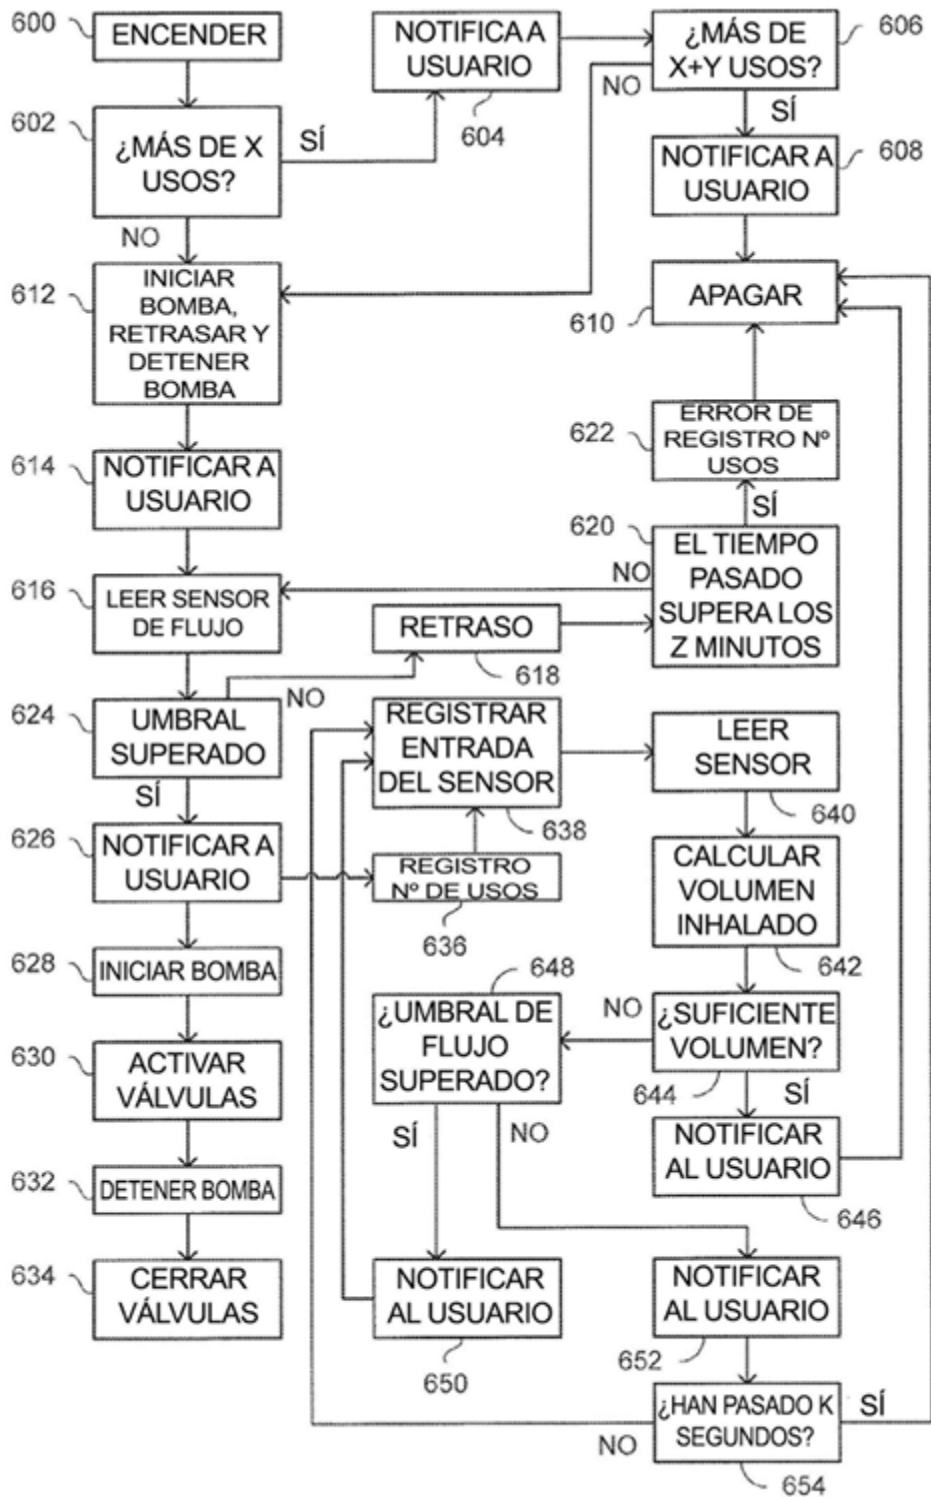 600
ENCENDER
602
¿MÁS DE X
USOS?
SÍ
NO
NOTIFICA A
USUARIO
604
¿MÁS DE
X+Y USOS?
606
NO
SÍ
NOTIFICAR A
USUARIO
608
APAGAR
610
612
INICIAR
BOMBA,
RETRASAR Y
DETENER
BOMBA
614
NOTIFICAR A
USUARIO
616
LEER SENSOR
DE FLUJO
622
ERROR DE
REGISTRO Nº
USOS
SÍ
620
EL TIEMPO
PASADO
SUPERA LOS
Z MINUTOS
NO
RETRASO
618
624
UMBRAL
SUPERADO
NO
SÍ
626
NOTIFICAR A
USUARIO
628
INICIAR BOMBA
630
ACTIVAR
VÁLVULAS
632
DETENER BOMBA
634
CERRAR
VÁLVULAS
REGISTRAR
ENTRADA
DEL SENSOR
638
REGISTRO
Nº DE USOS
636
LEER
SENSOR
640
CALCULAR
VOLUMEN
INHALADO
642
¿SUFICIENTE
VOLUMEN?
644
NO
SÍ
648
¿UMBRAL DE
FLUJO
SUPERADO?
SÍ
NO
NOTIFICAR
AL USUARIO
646
NOTIFICAR
AL USUARIO
650
NOTIFICAR
AL USUARIO
652
¿HAN PASADO K
SEGUNDOS?
SÍ
NO
654